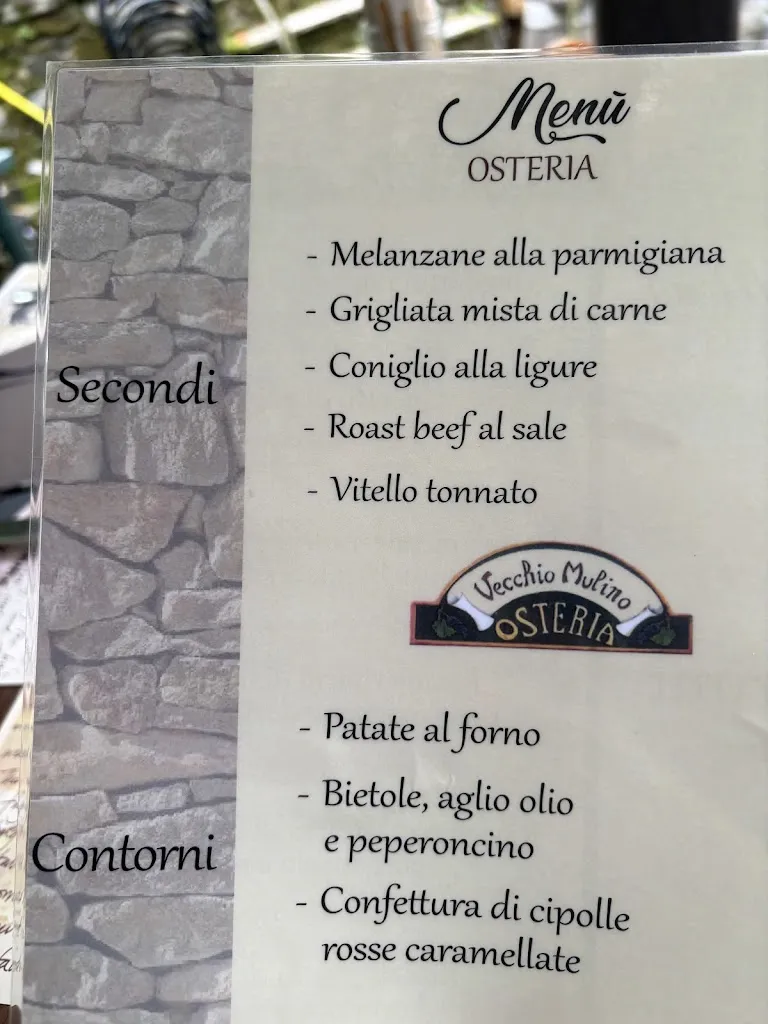 Menù
OSTERIA
- Melanzane alla parmigiana
- Grigliata mista di carne
Secondi
- Coniglio alla ligure
- Roast beef al sale
- Vitello tonnato
Vecchio Mulino
OSTERIA
- Patate al forno
- Bietole, aglio olio
e peperoncino
Contorni
- Confettura di cipolle
rosse caramellate